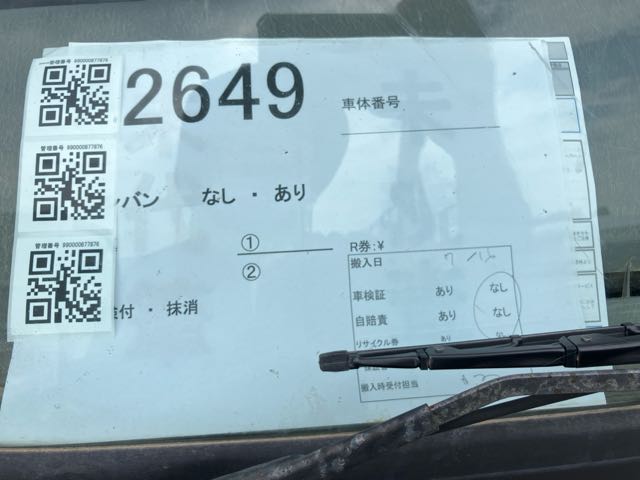 管理番号 990000877876
管理番号 990000877876
管理番号 990000877876
2649
車体番号
バン なし ・ あり
①
②
付 ・ 抹消
R券:¥
搬入日
車検証 あり なし
自賠責 あり なし
リサイクル券 あり
搬入時受付担当